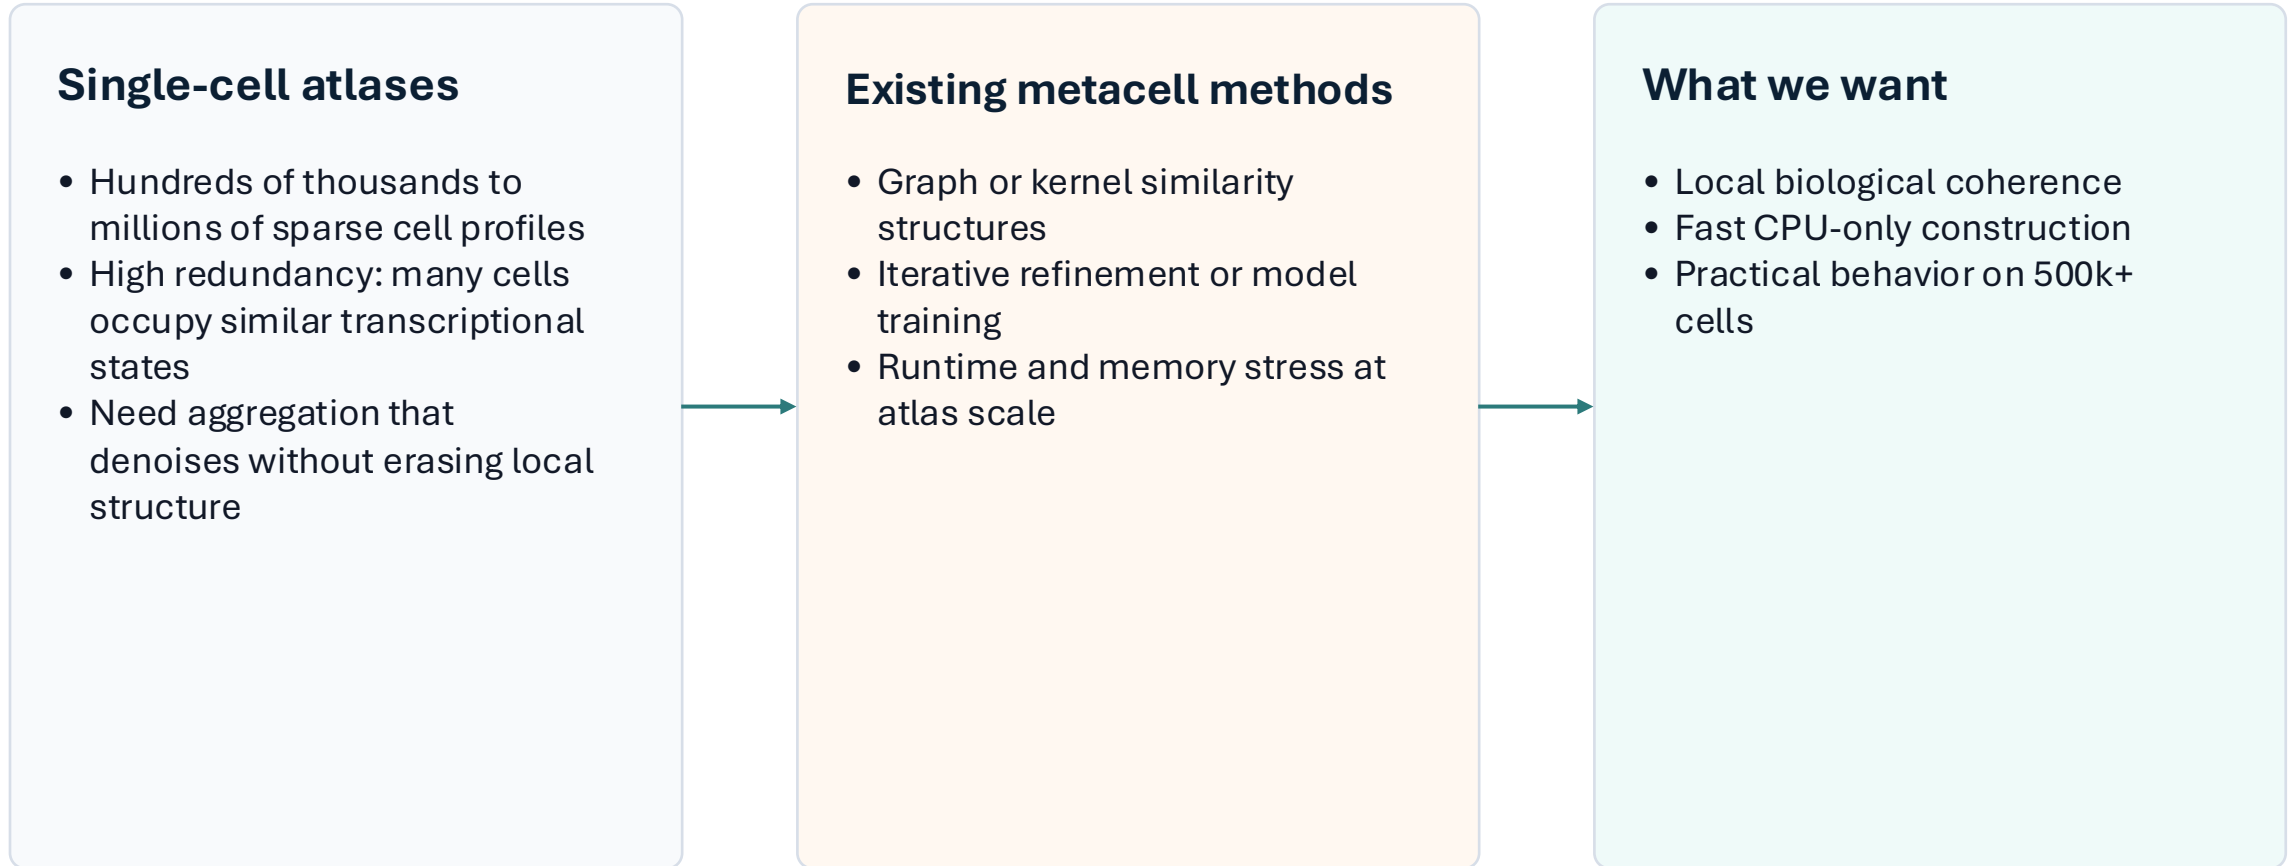 Single-cell atlases
• Hundreds of thousands to
millions of sparse cell profiles
• High redundancy: many cells
occupy similar transcriptional
states
• Need aggregation that
denoises without erasing local
structure
Existing metacell methods
• Graph or kernel similarity
structures
• Iterative refinement or model
training
• Runtime and memory stress at
atlas scale
What we want
• Local biological coherence
• Fast CPU-only construction
• Practical behavior on 500k+
cells